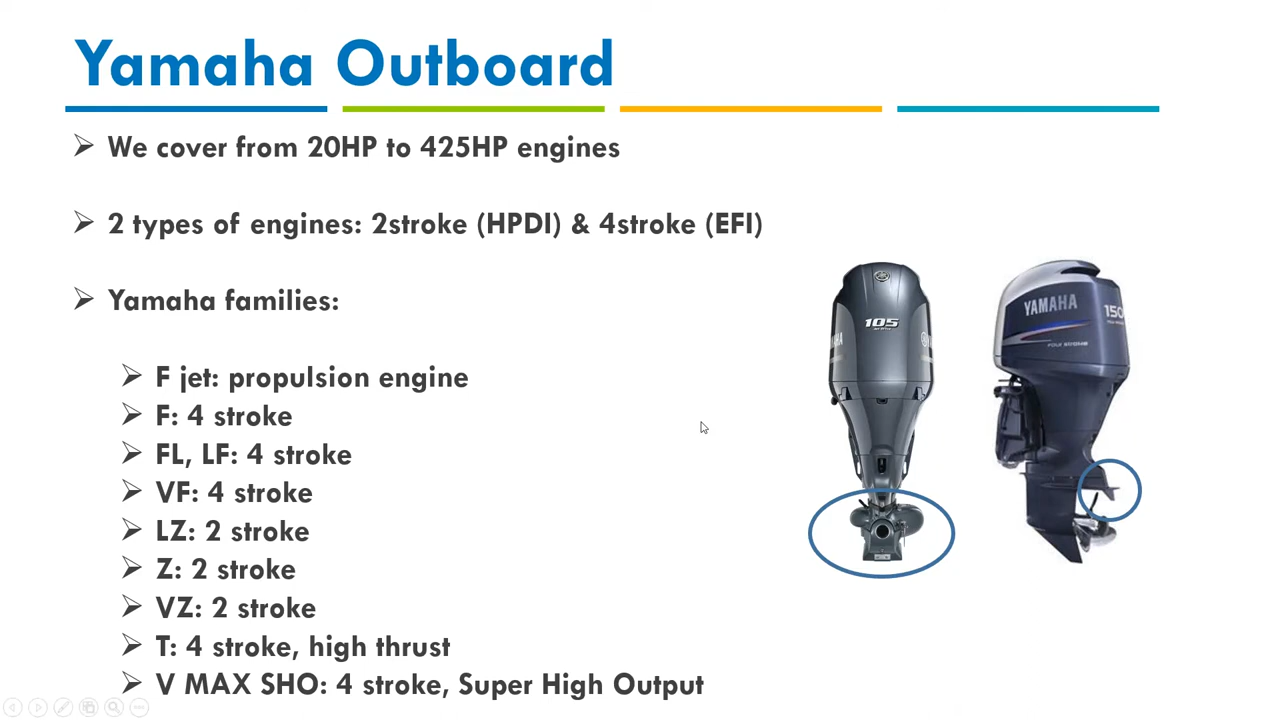 Yamaha Outboard
We cover from 20HP to 425HP engines
2 types of engines: 2stroke (HPDI) & 4stroke (EFI)
Yamaha families:
F jet: propulsion engine
F: 4 stroke
FL, LF: 4 stroke
VF: 4 stroke
LZ: 2 stroke
Z: 2 stroke
VZ: 2 stroke
T: 4 stroke, high thrust
V MAX SHO: 4 stroke, Super High Output
105
YAMAHA
150
FOUR STROKE